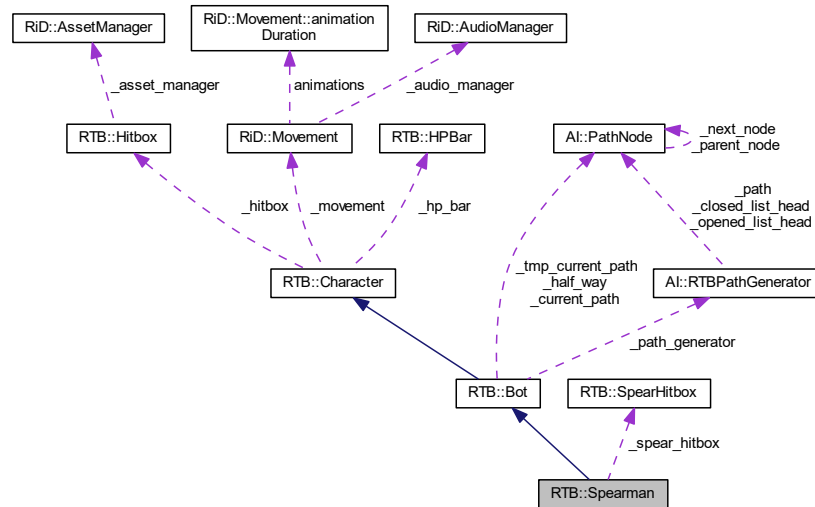 RiD::AssetManager
RiD::Movement::animation
Duration
RiD::AudioManager
_asset_manager
animations
_audio_manager
RTB::Hitbox
RiD::Movement
RTB::HPBar
AI::PathNode
_next_node
_parent_node
_hitbox
_movement
_hp_bar
_path
_closed_list_head
_opened_list_head
RTB::Character
_tmp_current_path
_half_way
_current_path
AI::RTBPathGenerator
_path_generator
RTB::Bot
RTB::SpearHitbox
_spear_hitbox
RTB::Spearman